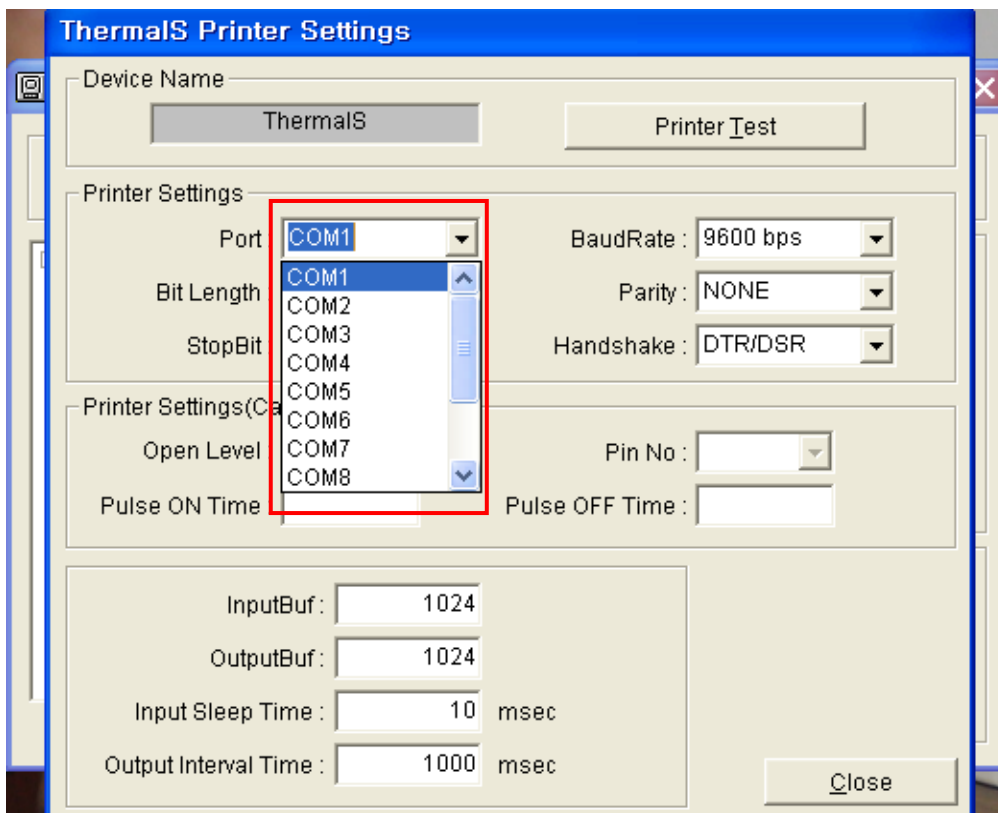 ThermalS Printer Settings
Device Name
ThermalS
Printer Test
Printer Settings
Port : COM1
BaudRate : 9600 bps
COM1
COM2
COM3
COM4
COM5
COM6
COM7
COM8
Bit Length
Parity : NONE
StopBit
Handshake : DTR/DSR
Printer Settings(Ca
Open Level :
Pin No :
Pulse ON Time
Pulse OFF Time :
InputBuf : 1024
OutputBuf : 1024
Input Sleep Time : 10 msec
Output Interval Time : 1000 msec
Close